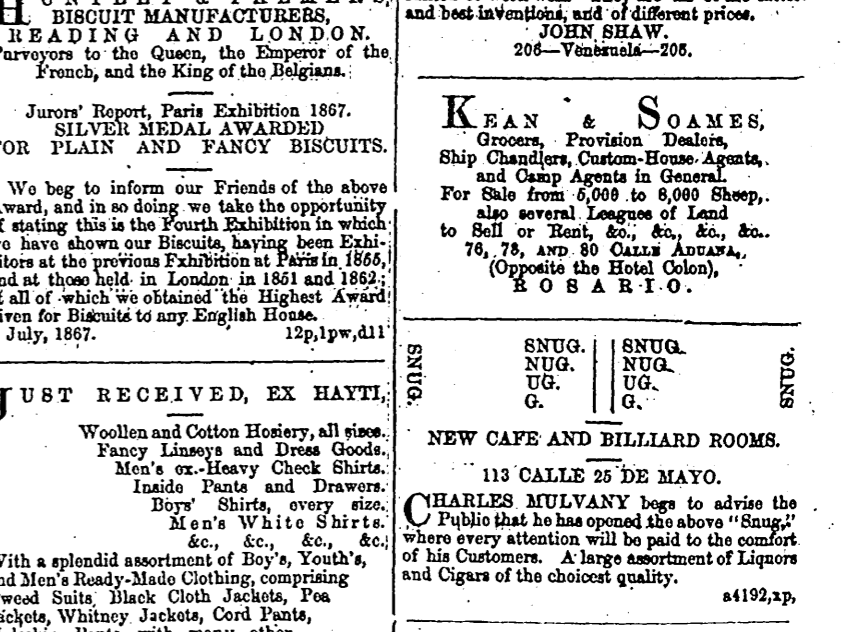 BISCUIT MANUFACTURERS,
READING AND LONDON.
Purveyors to the Queen, the Emperor of the
French, and the King of the Belgians.
Jurors' Report, Paris Exhibition 1867.
SILVER MEDAL AWARDED
FOR PLAIN AND FANCY BISCUITS.
We beg to inform our Friends of the above
Award, and in so doing we take the opportunity
of stating this is the Fourth Exhibition in which
we have shown our Biscuits, having been Exhi-
bitors at the previous Exhibition at Paris in 1855,
and at those held in London in 1851 and 1862;
at all of which we obtained the Highest Award
given for Biscuits to any English House.
July, 1867. 12p,1pw,d11
JUST RECEIVED, EX HAYTI,
Woollen and Cotton Hosiery, all sizes.
Fancy Linseys and Dress Goods.
Men's ex.-Heavy Check Shirts.
Inside Pants and Drawers.
Boys' Shirts, every size.
Men's White Shirts.
&c., &c., &c., &c.
With a splendid assortment of Boy's, Youth's,
and Men's Ready-Made Clothing, comprising
Tweed Suits, Black Cloth Jackets, Pea
Jackets, Whitney Jackets, Cord Pants,
and best inventions, and of different prices.
JOHN SHAW.
206—Venezuela—205.
KEAN & SOAMES,
Grocers, Provision Dealers,
Ship Chandlers, Custom-House Agents,
and Camp Agents in General.
For Sale from 5,000 to 8,000 Sheep,
also several Leagues of Land
to Sell or Rent, &c., &c., &c., &c..
76, 78, AND 80 CALLE ADUANA,
(Opposite the Hotel Colon),
ROSARIO.
SNUG.
SNUG. SNUG.
NUG. NUG.
UG. UG.
G. G.
SNUG.
NEW CAFE AND BILLIARD ROOMS.
113 CALLE 25 DE MAYO.
CHARLES MULVANY begs to advise the
Public that he has opened the above "Snug,"
where every attention will be paid to the comfort
of his Customers. A large assortment of Liquors
and Cigars of the choicest quality.
a4192,xp,